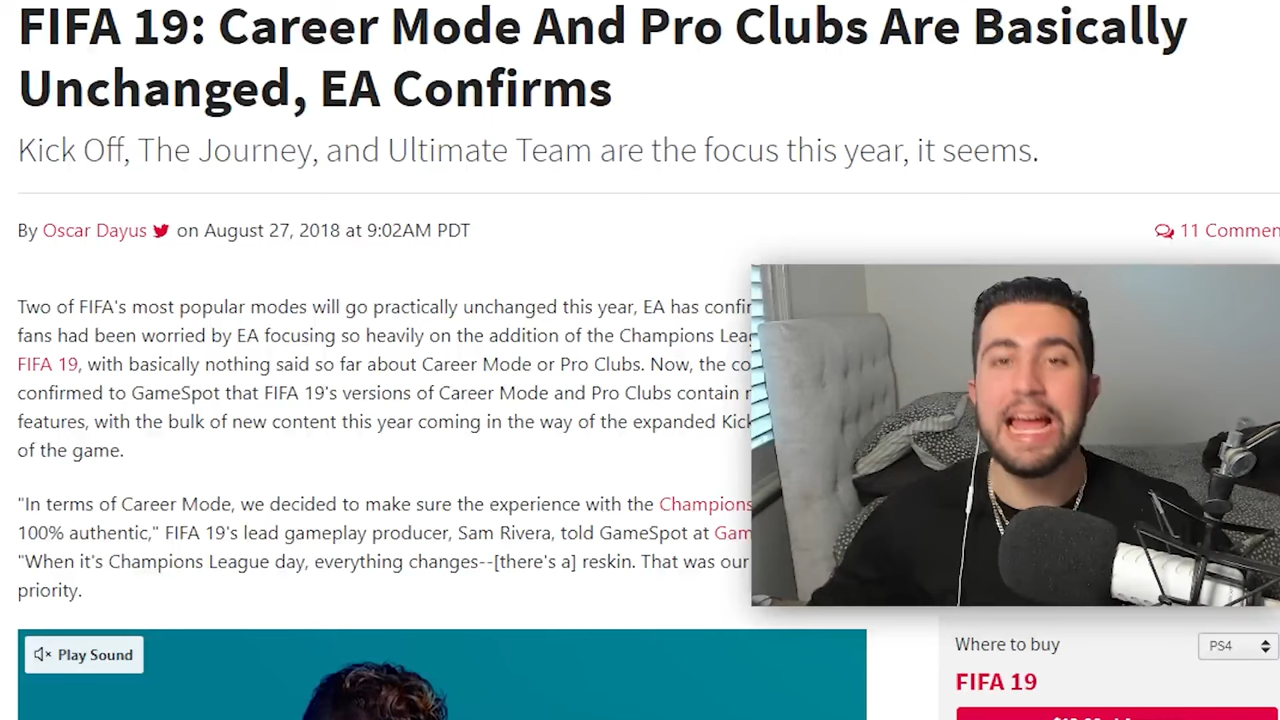 FIFA 19: Career Mode And Pro Clubs Are Basically
Unchanged, EA Confirms
Kick Off, The Journey, and Ultimate Team are the focus this year, it seems.
By Oscar Dayus on August 27, 2018 at 9:02AM PDT
11 Commen
Two of FIFA's most popular modes will go practically unchanged this year, EA has confir
fans had been worried by EA focusing so heavily on the addition of the Champions Leag
FIFA 19, with basically nothing said so far about Career Mode or Pro Clubs. Now, the co
confirmed to GameSpot that FIFA 19's versions of Career Mode and Pro Clubs contain
features, with the bulk of new content this year coming in the way of the expanded Kick
of the game.
"In terms of Career Mode, we decided to make sure the experience with the Champions
100% authentic," FIFA 19's lead gameplay producer, Sam Rivera, told GameSpot at Gam
"When it's Champions League day, everything changes--[there's a] reskin. That was our
priority.
Play Sound
Where to buy
PS4
FIFA 19